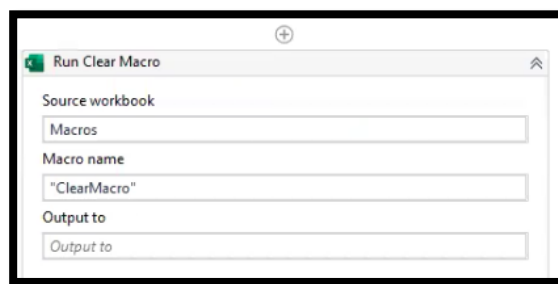 Run Clear Macro
Source workbook
Macros
Macro name
"ClearMacro"
Output to
Output to